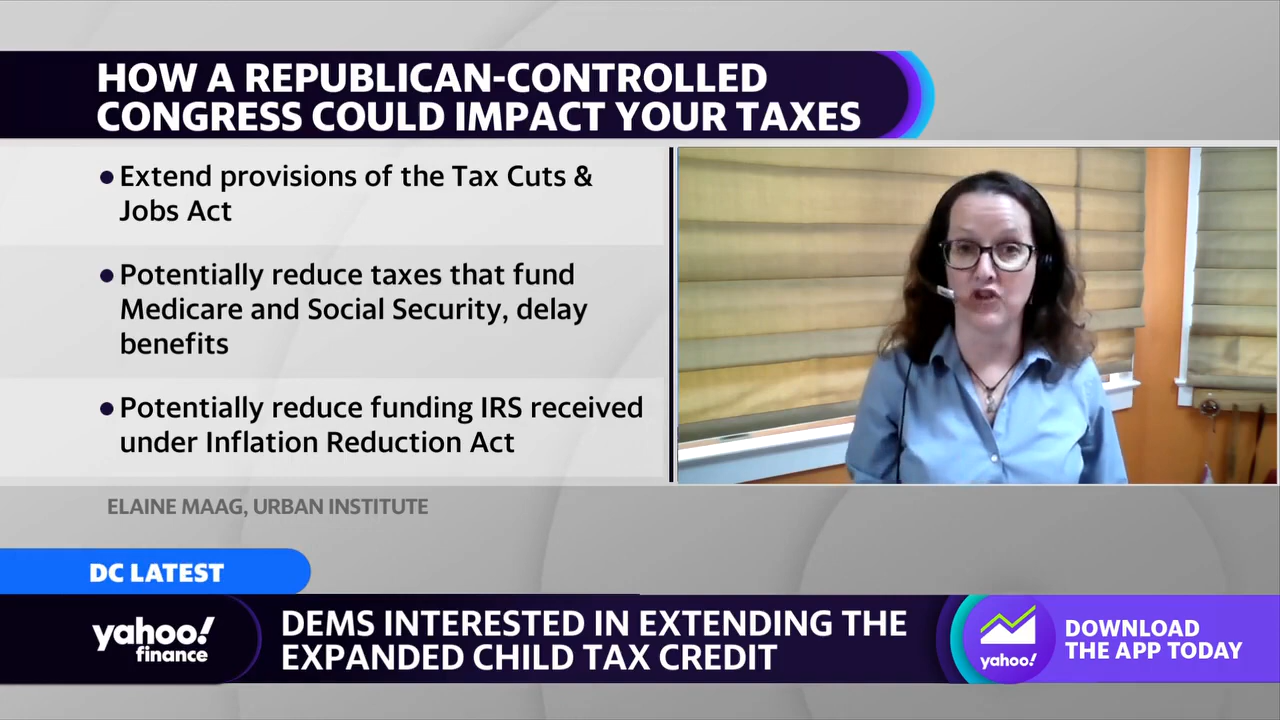 HOW A REPUBLICAN-CONTROLLED
CONGRESS COULD IMPACT YOUR TAXES
● Extend provisions of the Tax Cuts &
Jobs Act
● Potentially reduce taxes that fund
Medicare and Social Security, delay
benefits
● Potentially reduce funding IRS received
under Inflation Reduction Act
ELAINE MAAG, URBAN INSTITUTE
DC LATEST
yahoo!
finance
DEMS INTERESTED IN EXTENDING THE
EXPANDED CHILD TAX CREDIT
yahoo!
DOWNLOAD
THE APP TODAY